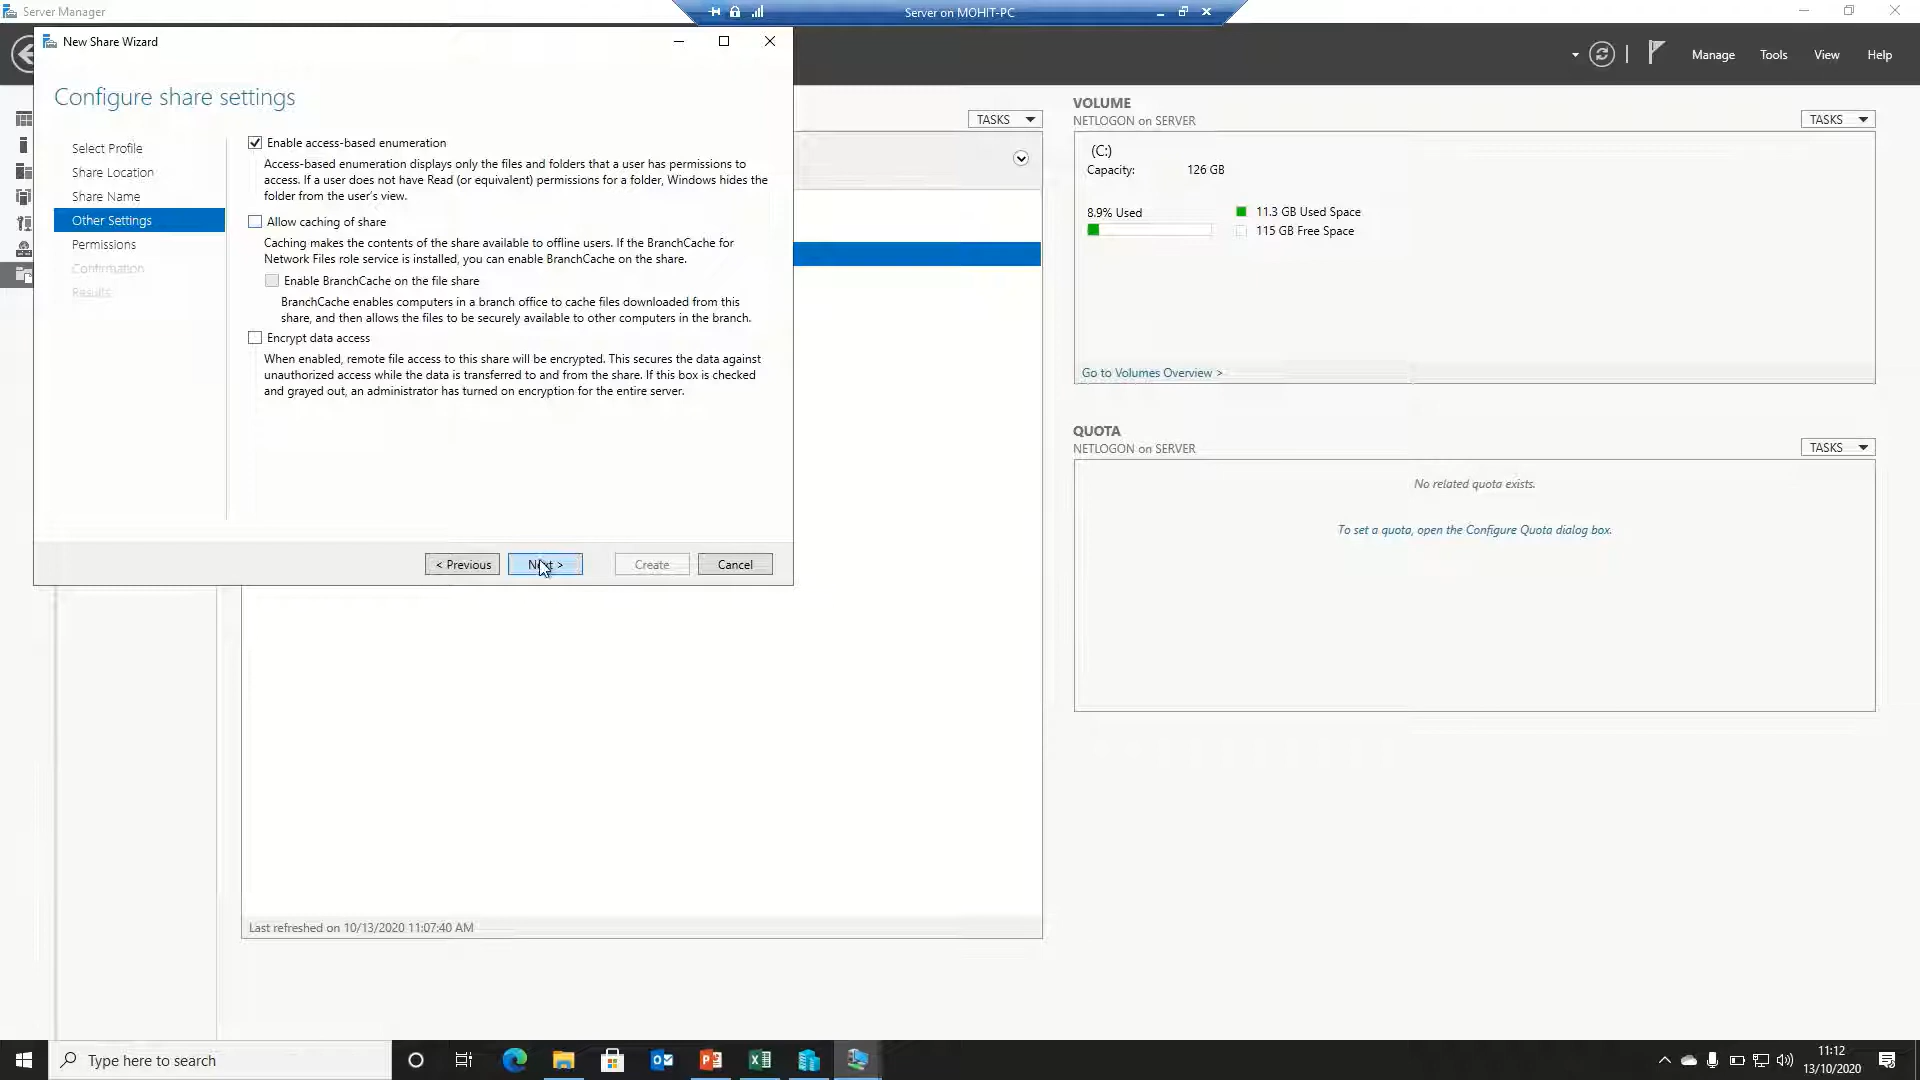 Server Manager
Server on MOHIT-PC
New Share Wizard
Manage
Tools
View
Help
Configure share settings
Select Profile
Share Location
Share Name
Other Settings
Permissions
Confirmation
Results
Enable access-based enumeration
Access-based enumeration displays only the files and folders that a user has permissions to
access. If a user does not have Read (or equivalent) permissions for a folder, Windows hides the
folder from the user's view.
Allow caching of share
Caching makes the contents of the share available to offline users. If the BranchCache for
Network Files role service is installed, you can enable BranchCache on the share.
Enable BranchCache on the file share
BranchCache enables computers in a branch office to cache files downloaded from this
share, and then allows the files to be securely available to other computers in the branch.
Encrypt data access
When enabled, remote file access to this share will be encrypted. This secures the data against
unauthorized access while the data is transferred to and from the share. If this box is checked
and grayed out, an administrator has turned on encryption for the entire server.
< Previous
Next >
Create
Cancel
TASKS
Last refreshed on 10/13/2020 11:07:40 AM
VOLUME
NETLOGON on SERVER
TASKS
(C:)
Capacity: 126 GB
8.9% Used
11.3 GB Used Space
115 GB Free Space
Go to Volumes Overview >
QUOTA
NETLOGON on SERVER
TASKS
No related quota exists.
To set a quota, open the Configure Quota dialog box.
Type here to search
11:12
13/10/2020